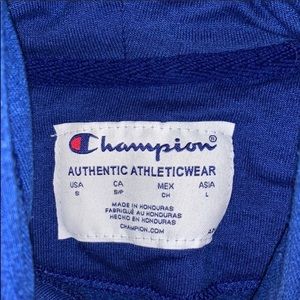 Champion®
AUTHENTIC ATHLETICWEAR
USA CA MEX ASIA
S S/P CH L
MADE IN HONDURAS
FABRIQUÉ AU HONDURAS
HECHO EN HONDURAS
CHAMPION.COM